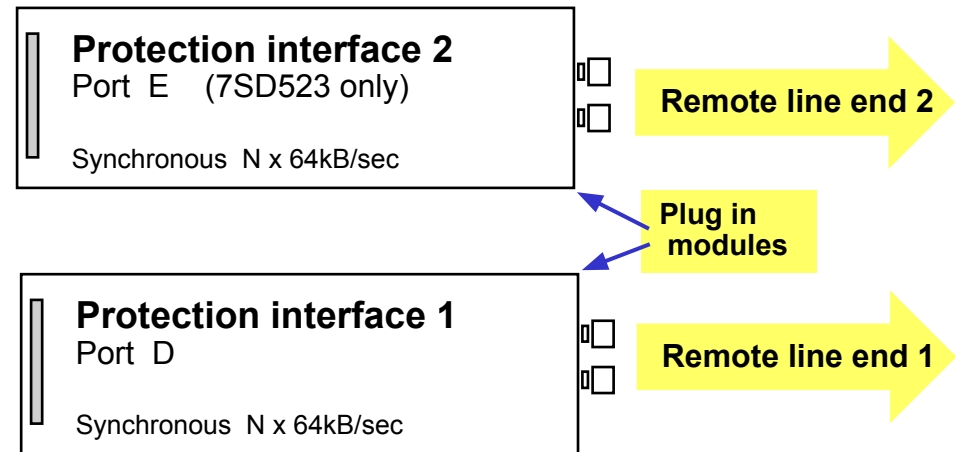 Protection interface 2
Port E (7SD523 only)
Synchronous N x 64kB/sec
Remote line end 2
Plug in
modules
Protection interface 1
Port D
Synchronous N x 64kB/sec
Remote line end 1